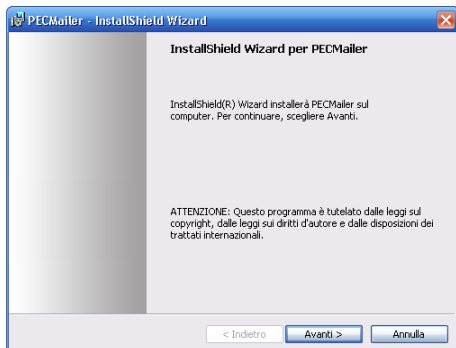 PECMailer - InstallShield Wizard
InstallShield Wizard per PECMailer
InstallShield(R) Wizard installerà PECMailer sul
computer. Per continuare, scegliere Avanti.
ATTENZIONE: Questo programma è tutelato dalle leggi sul
copyright, dalle leggi sui diritti d'autore e dalle disposizioni dei
trattati internazionali.
< Indietro
Avanti >
Annulla